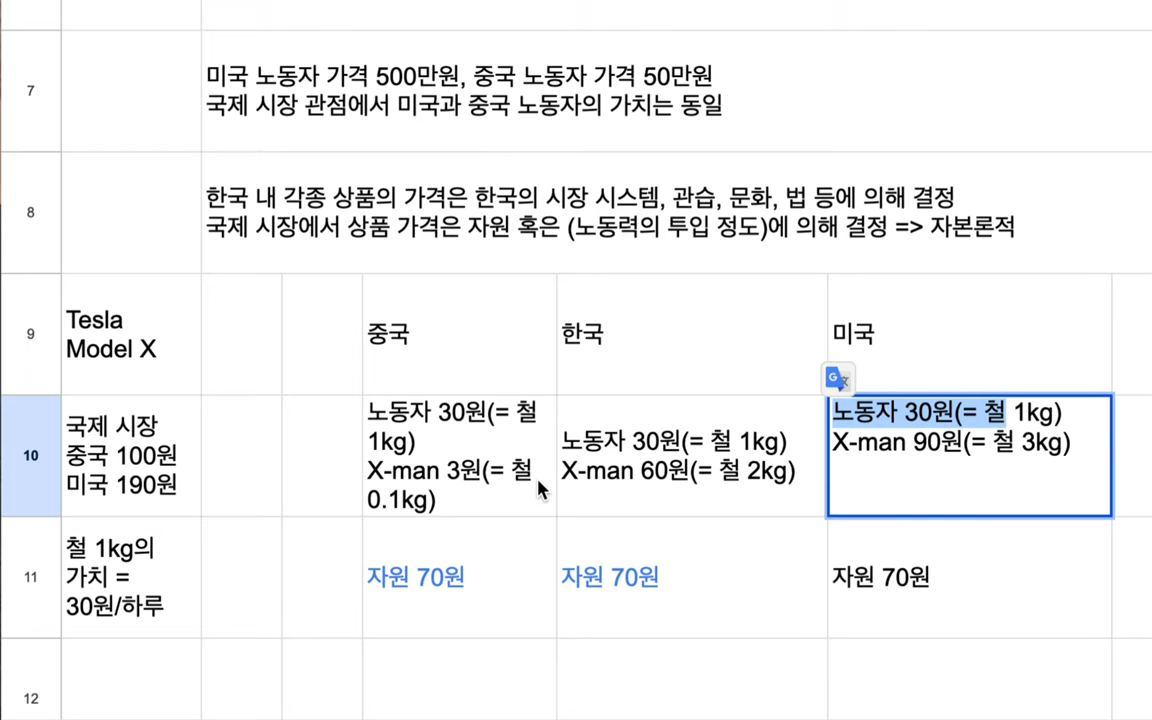 7
미국 노동자 가격 500만원, 중국 노동자 가격 50만원
국제 시장 관점에서 미국과 중국 노동자의 가치는 동일
8
한국 내 각종 상품의 가격은 한국의 시장 시스템, 관습, 문화, 법 등에 의해 결정
국제 시장에서 상품 가격은 자원 혹은 (노동력의 투입 정도)에 의해 결정 => 자본론적
9
Tesla
Model X
중국
한국
미국
10
국제 시장
중국 100원
미국 190원
노동자 30원(= 철
1kg)
X-man 3원(= 철
0.1kg)
노동자 30원(= 철 1kg)
X-man 60원(= 철 2kg)
노동자 30원(= 철 1kg)
X-man 90원(= 철 3kg)
11
철 1kg의
가치 =
30원/하루
자원 70원
자원 70원
자원 70원
12